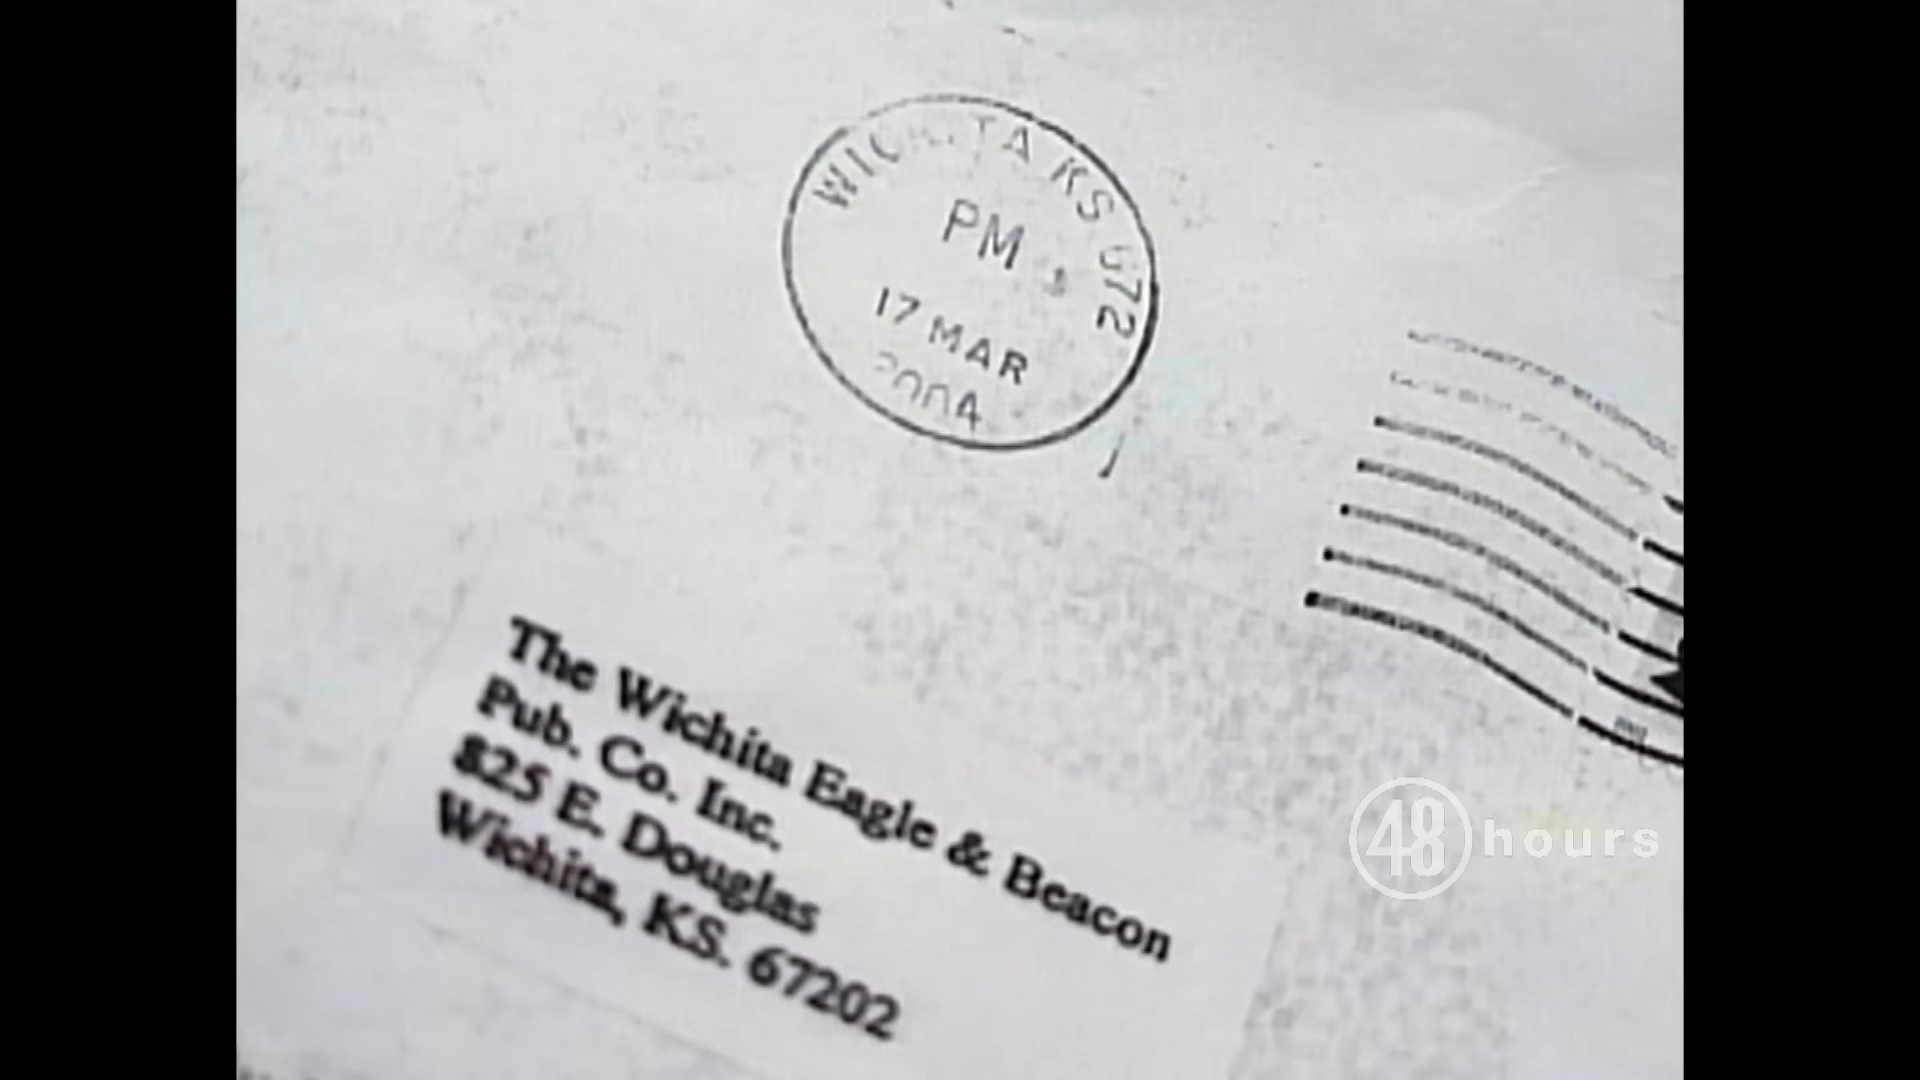 WICHITA KS 672
PM
17 MAR
2004
The Wichita Eagle & Beacon
Pub. Co. Inc.
825 E. Douglas
Wichita, KS. 67202
48 hours